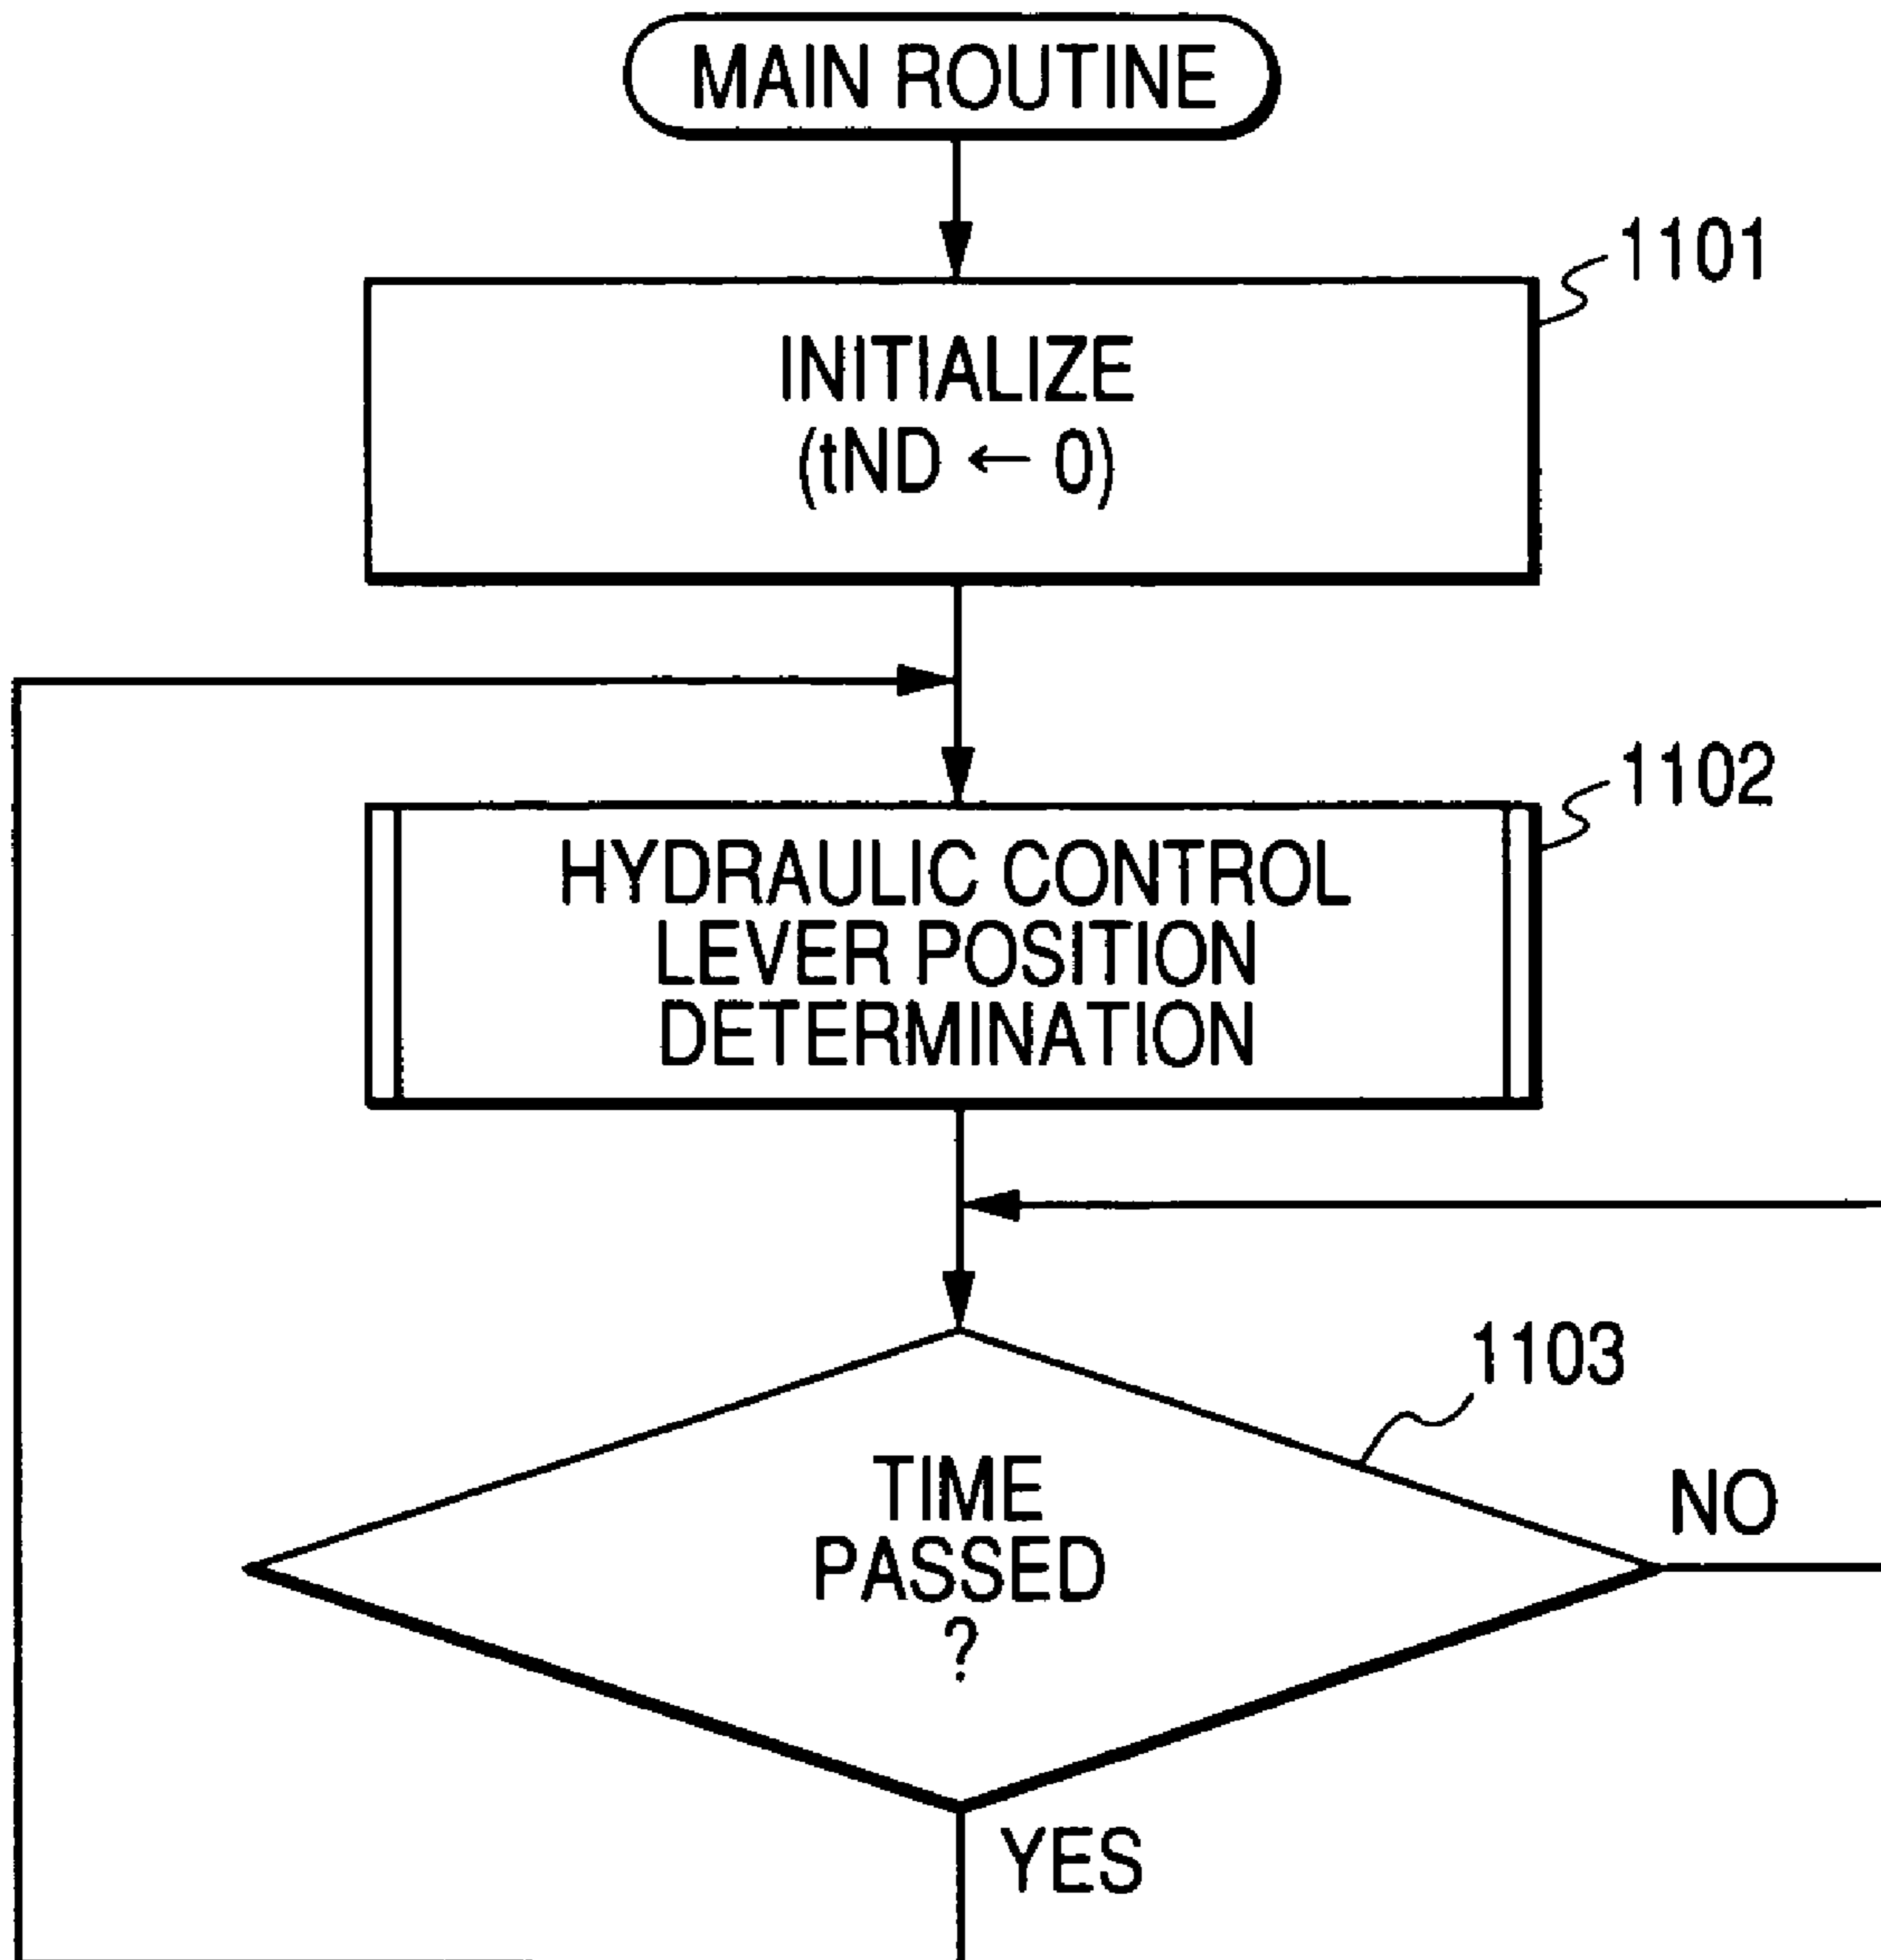 MAIN ROUTINE
1101
INITIALIZE
(tND ← 0)
1102
HYDRAULIC CONTROL
LEVER POSITION
DETERMINATION
1103
TIME
PASSED
?
NO
YES